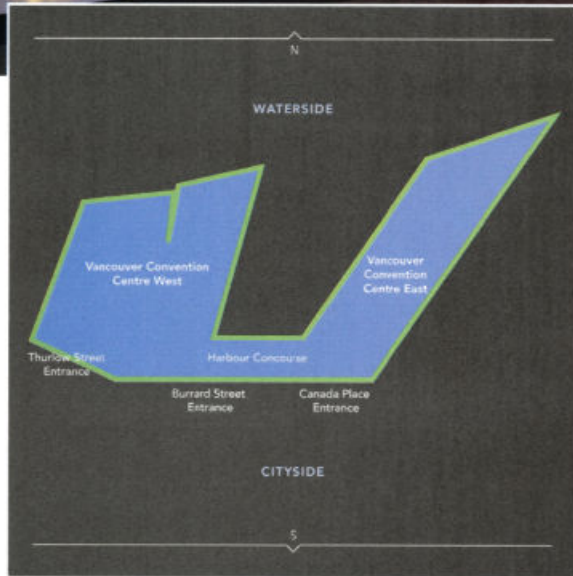 N
WATERSIDE
Vancouver Convention
Centre West
Vancouver
Convention
Centre East
Thurlow Street
Entrance
Harbour Concourse
Burrard Street
Entrance
Canada Place
Entrance
CITYSIDE
S